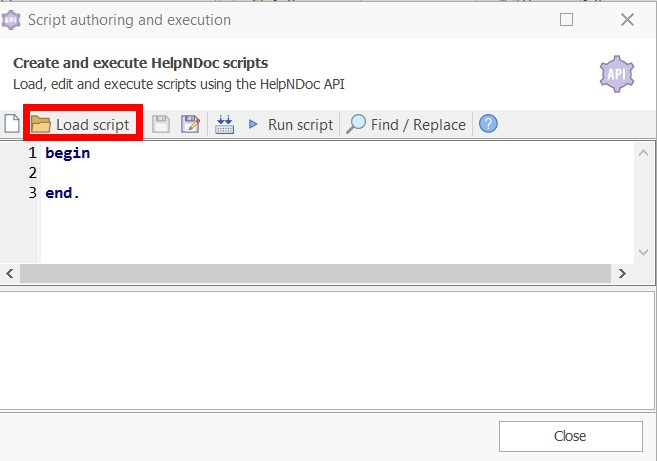 Script authoring and execution
Create and execute HelpNDoc scripts
Load, edit and execute scripts using the HelpNDoc API
API
Load script Run script Find / Replace ?
1 begin
2
3 end.
Close